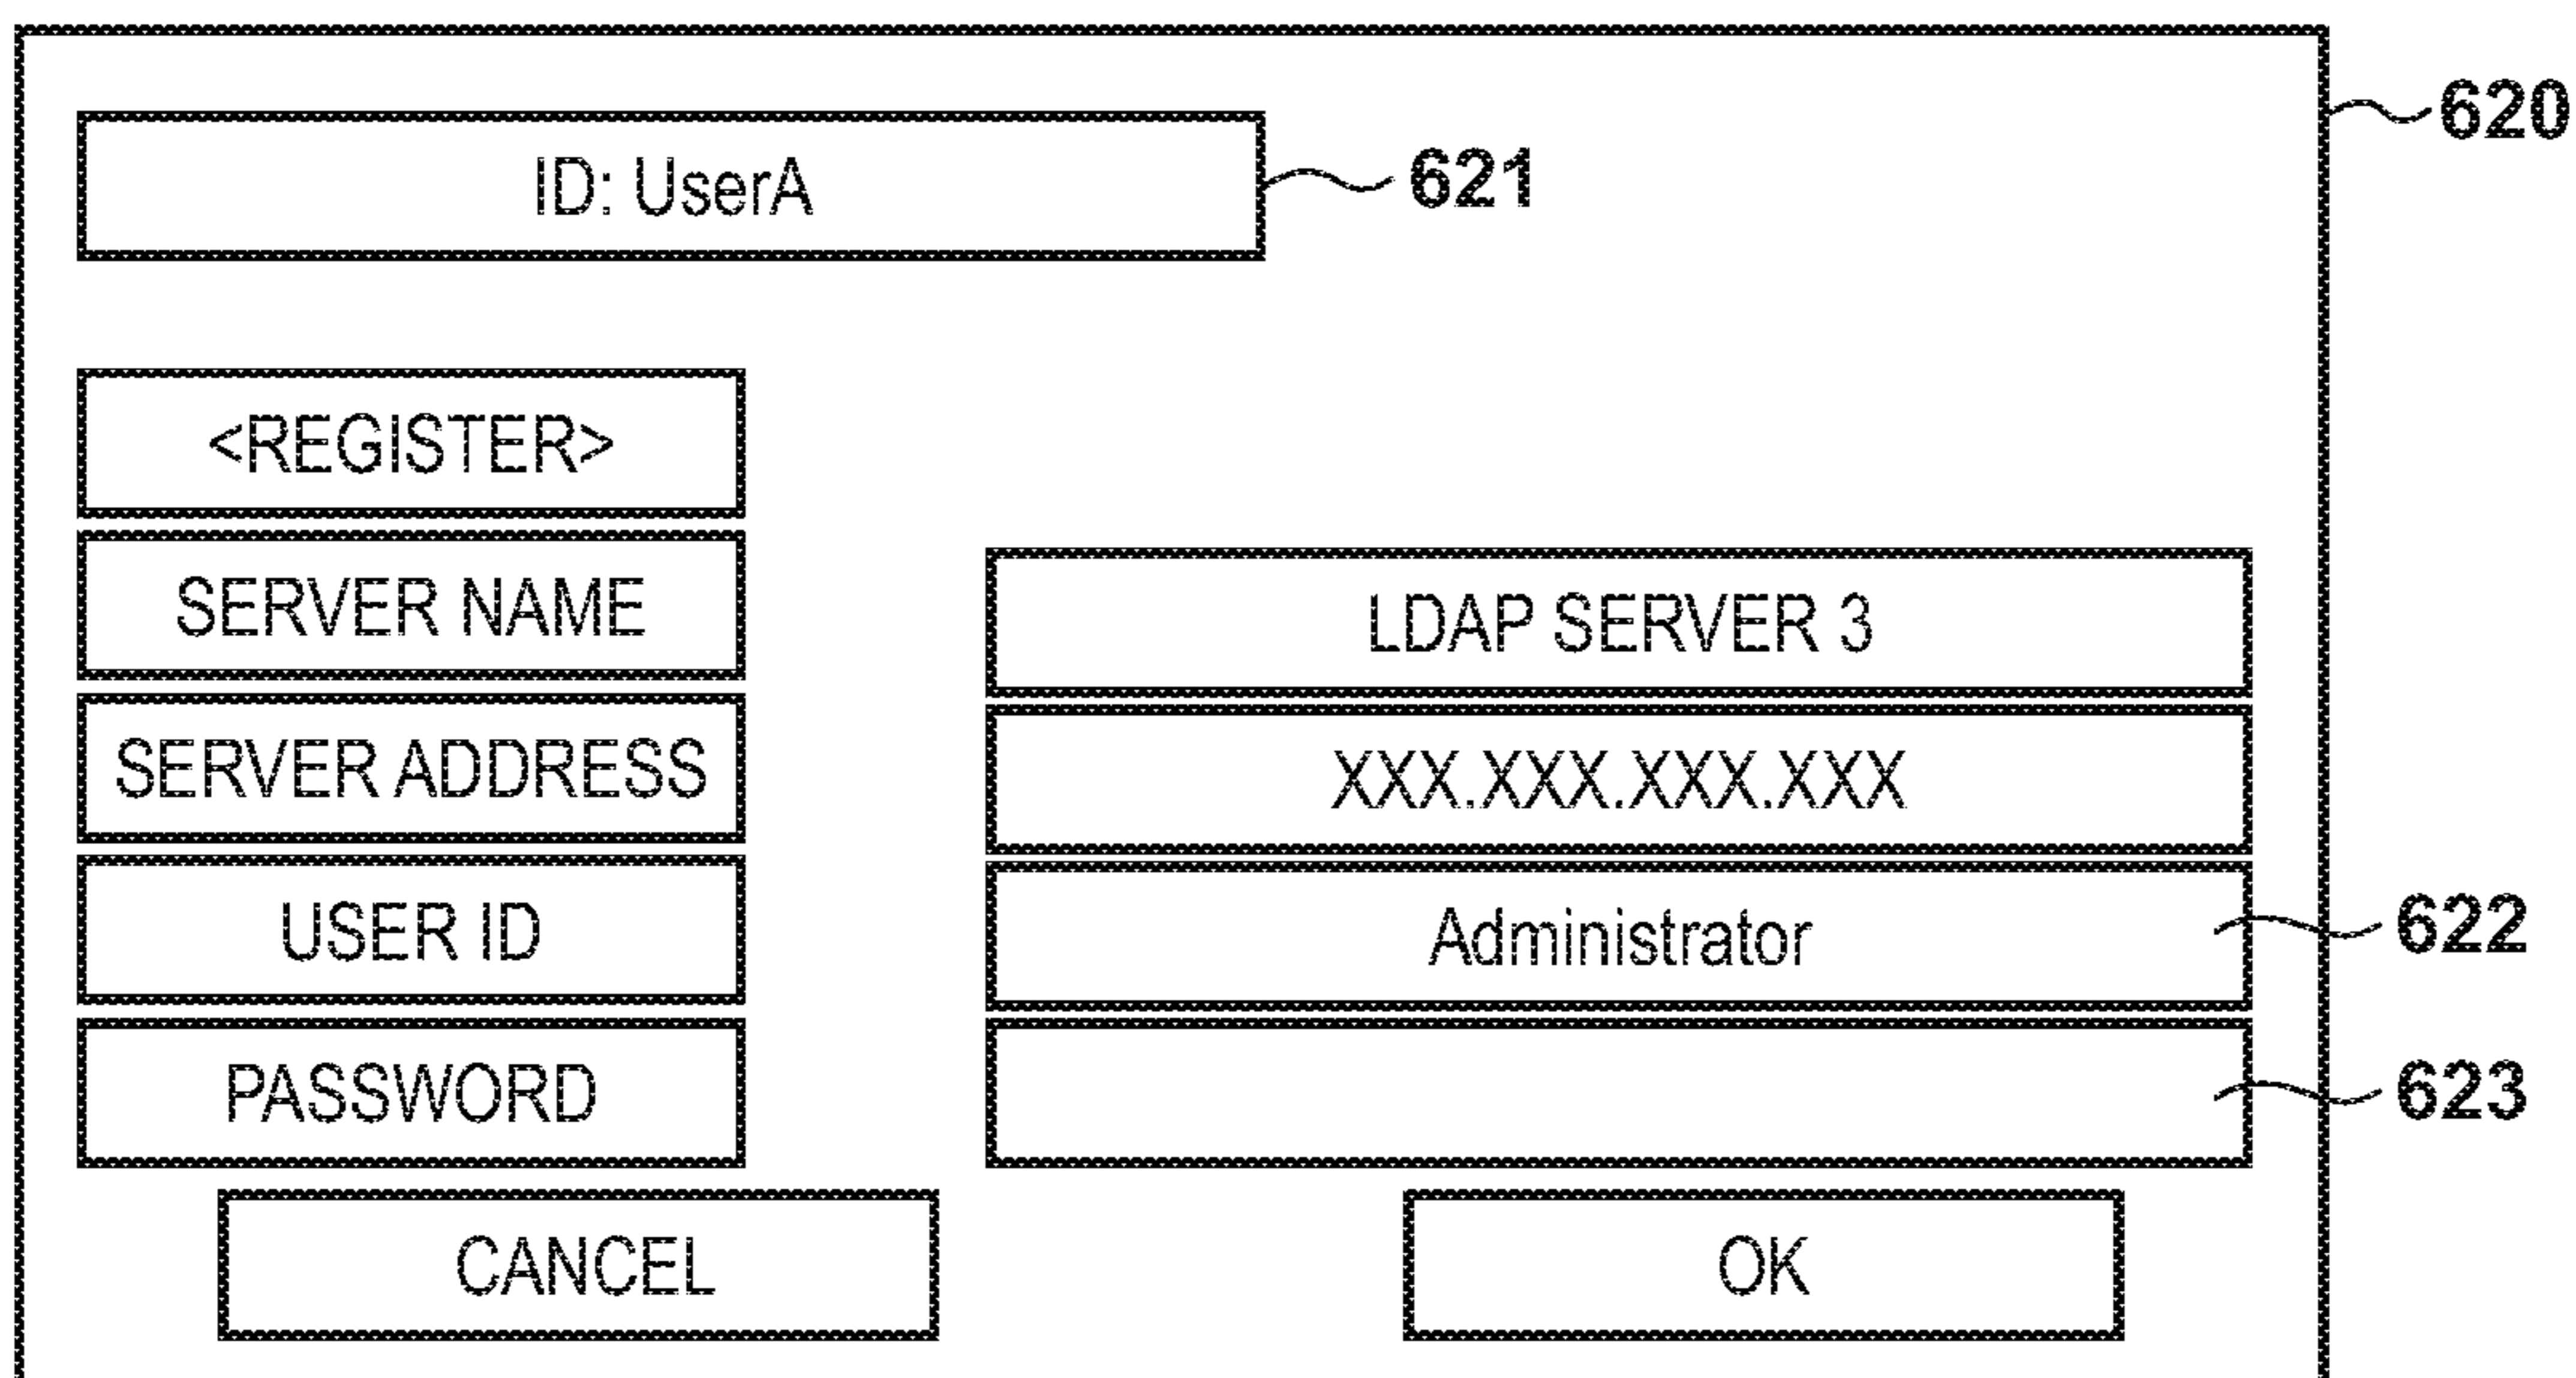 620
ID: UserA 621
<REGISTER>
SERVER NAME LDAP SERVER 3
SERVER ADDRESS XXX.XXX.XXX.XXX
USER ID Administrator 622
PASSWORD 623
CANCEL OK